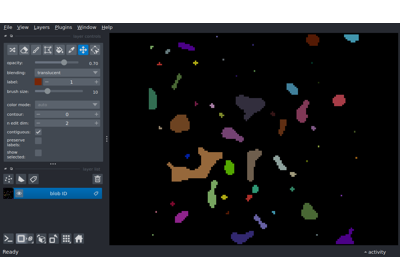 File View Layers Plugins Window Help
opacity: 0.70
blending: translucent
label: 1
brush size: 10
color mode:
contour: 0
n edit dim: 2
contiguous:
preserve labels:
show selected:
blob ID
Ready activity